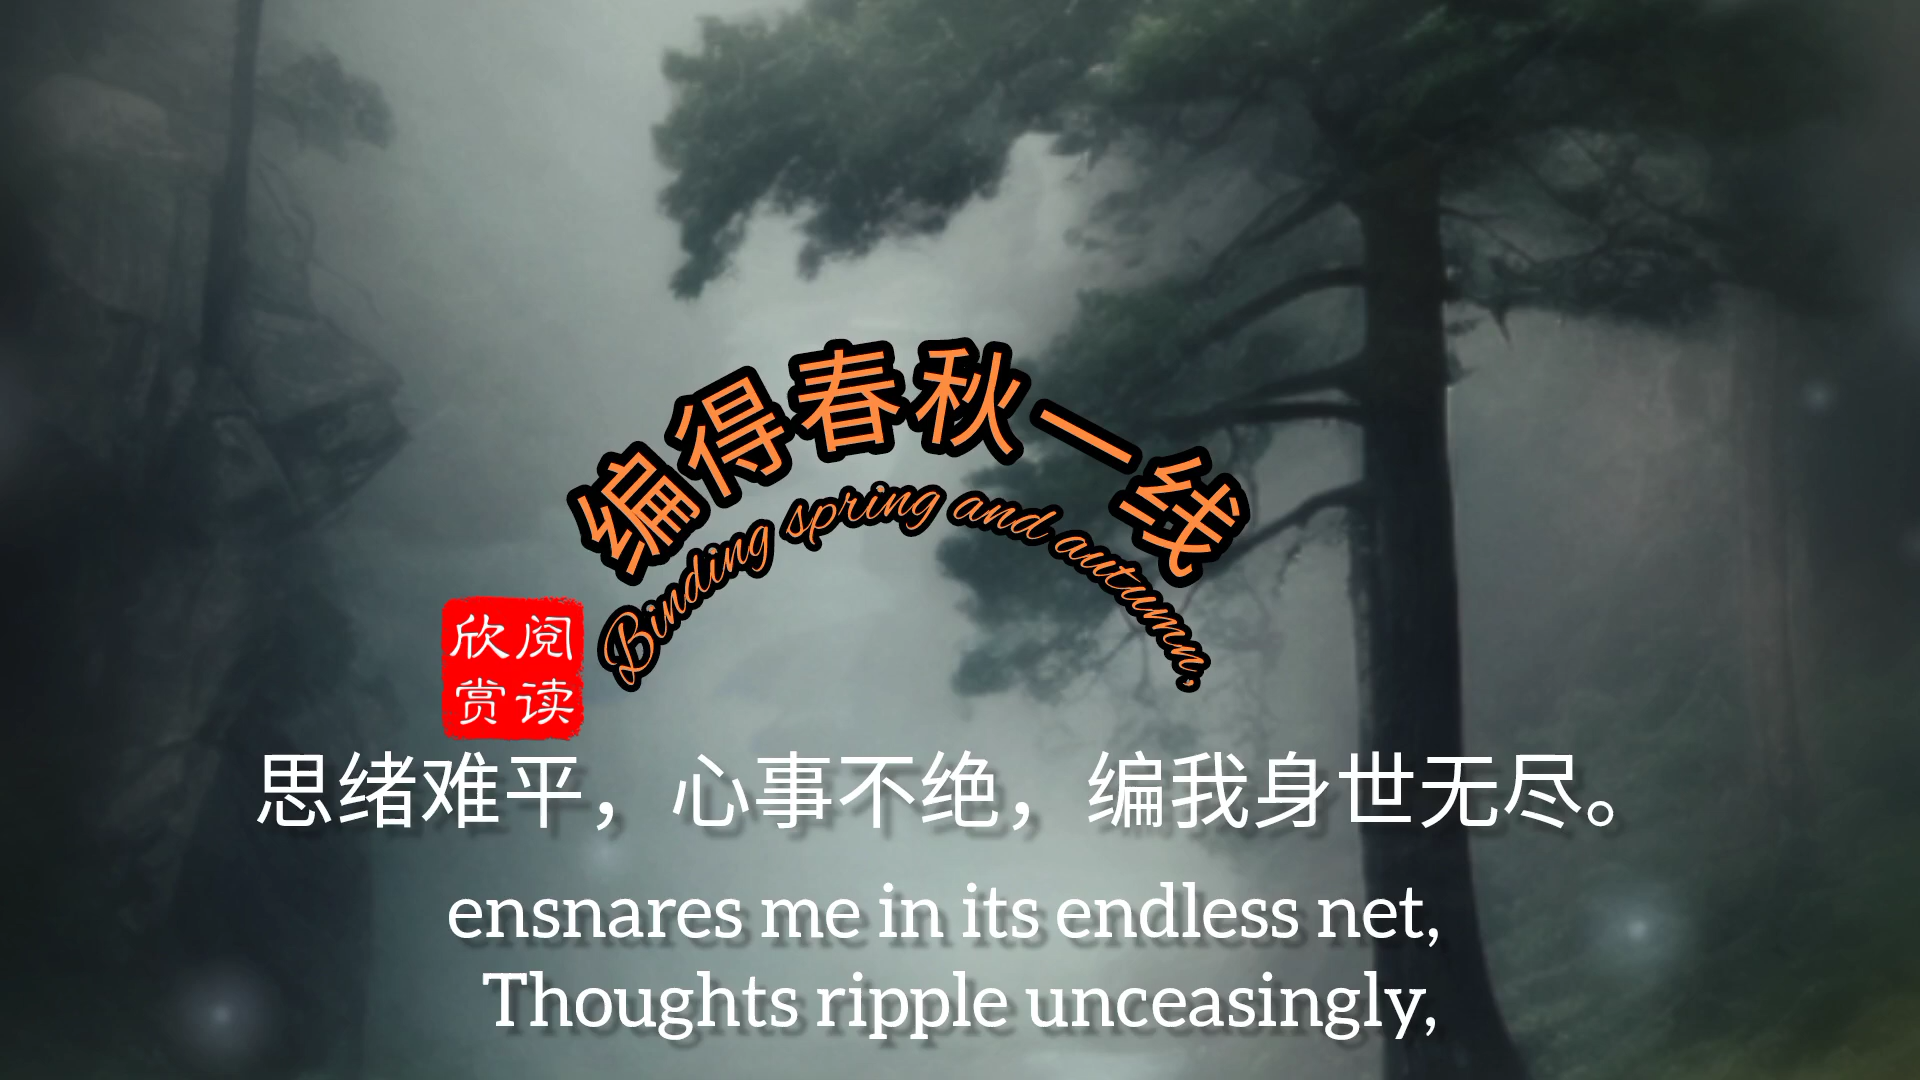 编得春秋一线
Binding spring and autumn,
欣阅
赏读
思绪难平，心事不绝，编我身世无尽。
ensnares me in its endless net,
Thoughts ripple unceasingly,